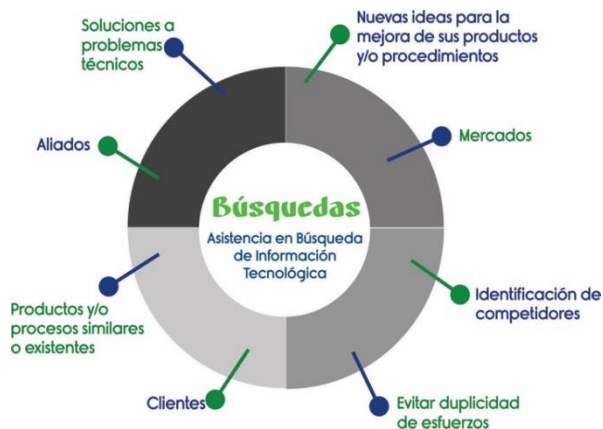 Soluciones a
problemas
técnicos
Nuevas ideas para la
mejora de sus productos
y/o procedimientos
Aliados
Mercados
Búsquedas
Asistencia en Búsqueda
de Información
Tecnológica
Productos y/o
procesos similares
o existentes
Identificación de
competidores
Clientes
Evitar duplicidad
de esfuerzos